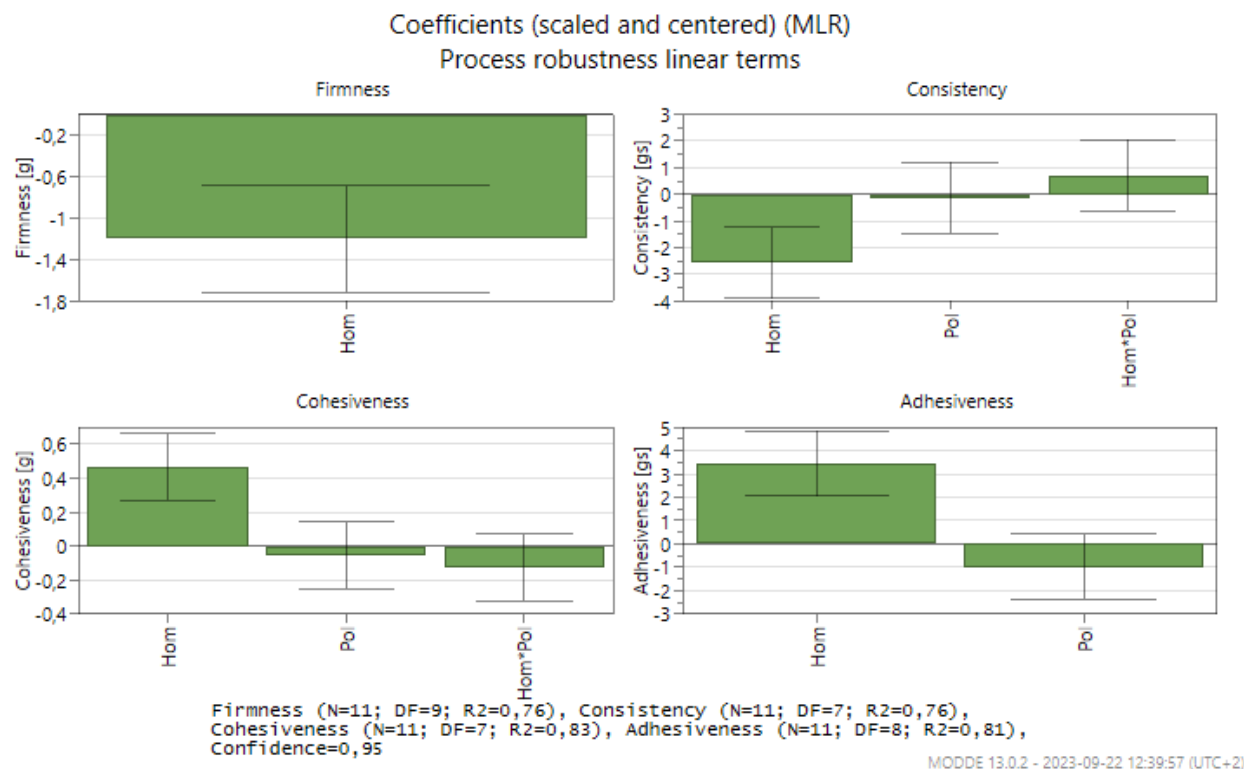 Coefficients (scaled and centered) (MLR)
Process robustness linear terms
Firmness
Firmness [g]
-0,2
-0,6
-1
-1,4
-1,8
Hom
Consistency
Consistency [gs]
3
2
1
0
-1
-2
-3
-4
Hom
Pol
Hom*Pol
Cohesiveness
Cohesiveness [g]
0,6
0,4
0,2
0
-0,2
-0,4
Hom
Pol
Hom*Pol
Adhesiveness
Adhesiveness [gs]
5
4
3
2
1
0
-1
-2
-3
Hom
Pol
Firmness (N=11; DF=9; R2=0,76), Consistency (N=11; DF=7; R2=0,76),
Cohesiveness (N=11; DF=7; R2=0,83), Adhesiveness (N=11; DF=8; R2=0,81),
Confidence=0,95
MODDE 13.0.2 - 2023-09-22 12:39:57 (UTC+2)